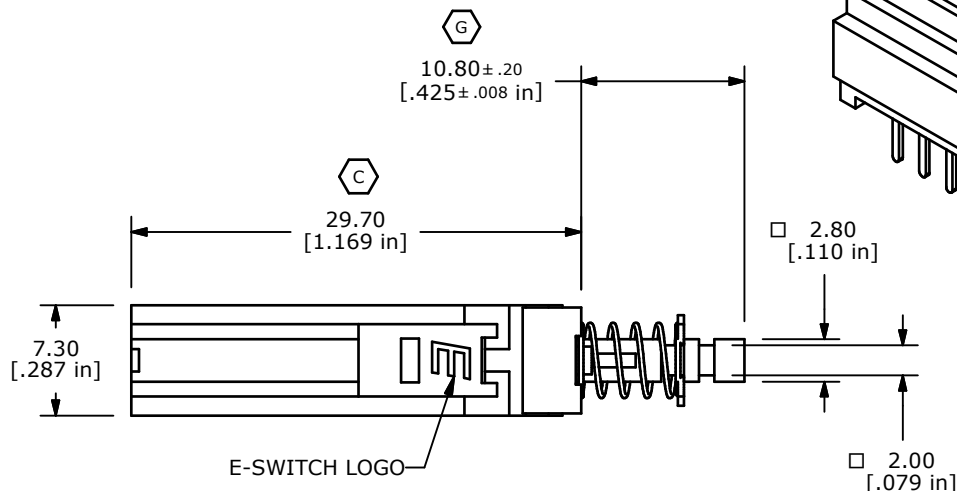 G
10.80±.20
[.425±.008 in]
C
29.70
[1.169 in]
□ 2.80
[.110 in]
7.30
[.287 in]
E-SWITCH LOGO
□ 2.00
[.079 in]